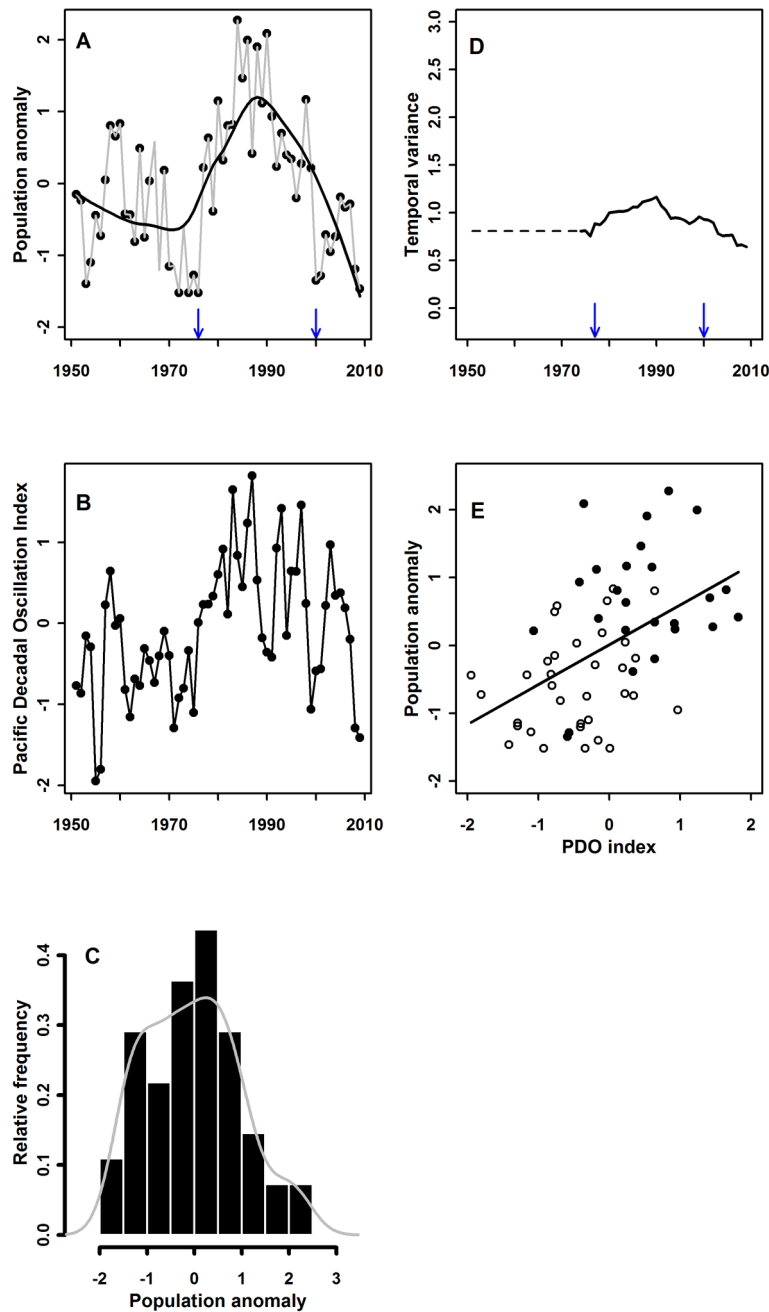 A
Population anomaly
2
1
0
-1
-2
1950 1970 1990 2010
D
Temporal variance
3.0
2.5
2.0
1.5
1.0
0.5
0.0
1950 1970 1990 2010
B
Pacific Decadal Oscillation Index
1
0
-1
-2
1950 1970 1990 2010
E
Population anomaly
2
1
0
-1
-2
-2 -1 0 1 2
PDO index
C
Relative frequency
0.4
0.3
0.2
0.1
0.0
-2 -1 0 1 2 3
Population anomaly